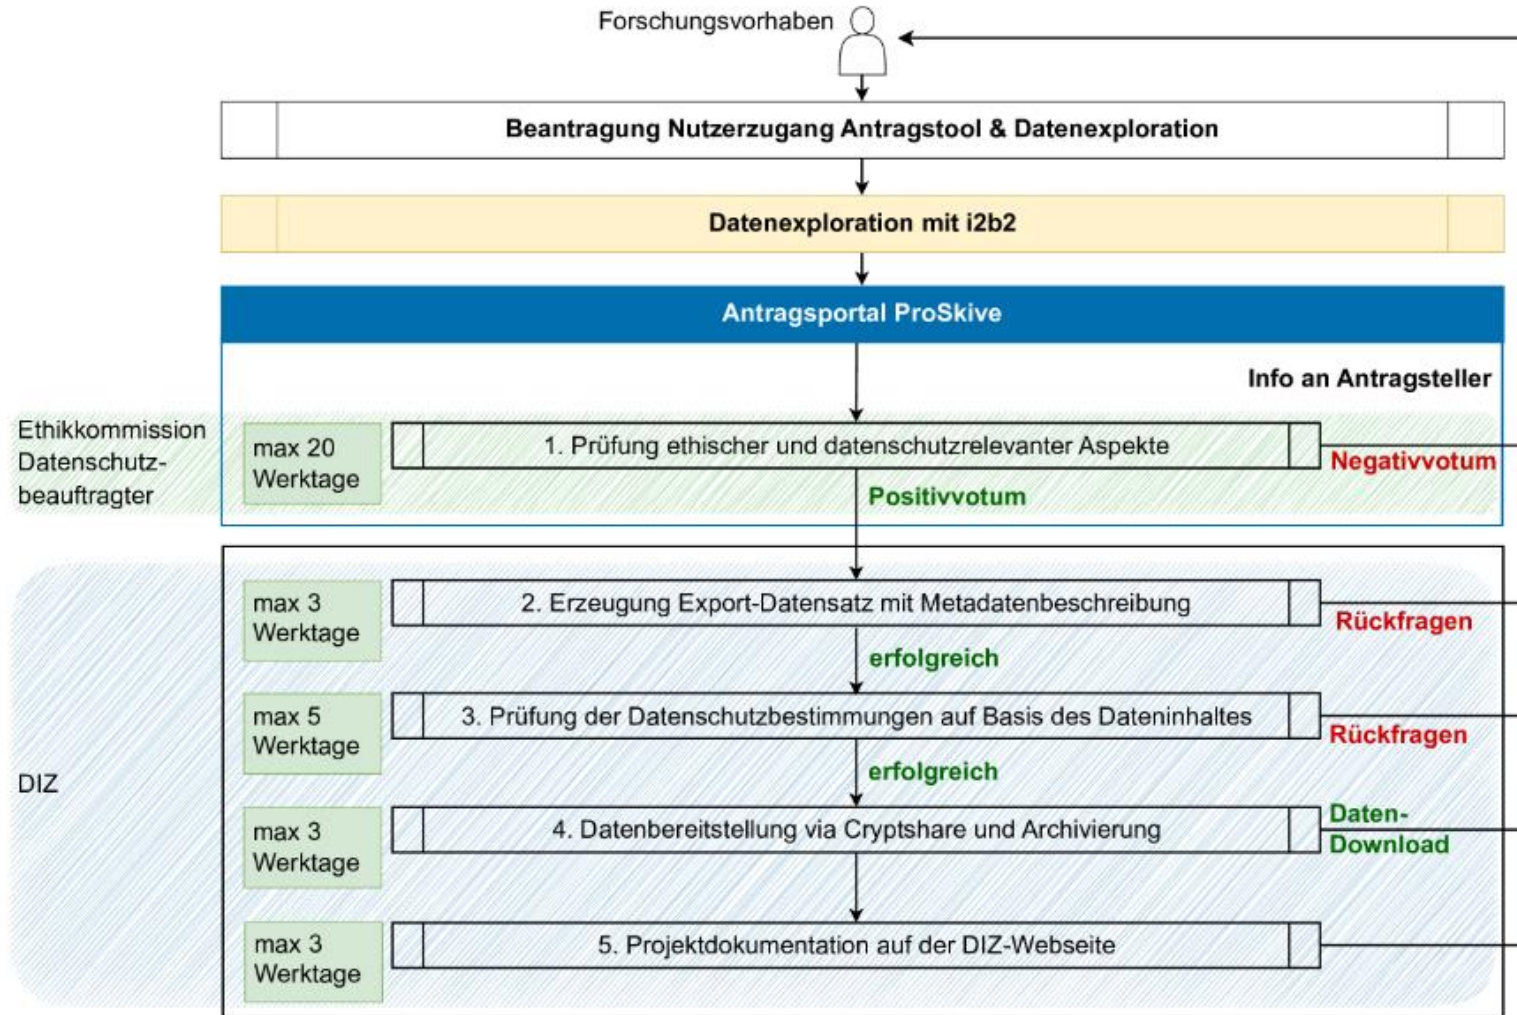 Forschungsvorhaben
Beantragung Nutzerzugang Antragstool & Datenexploration
Datenexploration mit i2b2
Antragsportal ProSkive
Info an Antragsteller
Ethikkommission
Datenschutz-
beauftragter
max 20
Werktage
1. Prüfung ethischer und datenschutzrelevanter Aspekte
Negativvotum
Positivvotum
DIZ
max 3
Werktage
2. Erzeugung Export-Datensatz mit Metadatenbeschreibung
Rückfragen
erfolgreich
max 5
Werktage
3. Prüfung der Datenschutzbestimmungen auf Basis des Dateninhaltes
Rückfragen
erfolgreich
max 3
Werktage
4. Datenbereitstellung via Cryptshare und Archivierung
Daten-
Download
max 3
Werktage
5. Projektdokumentation auf der DIZ-Webseite